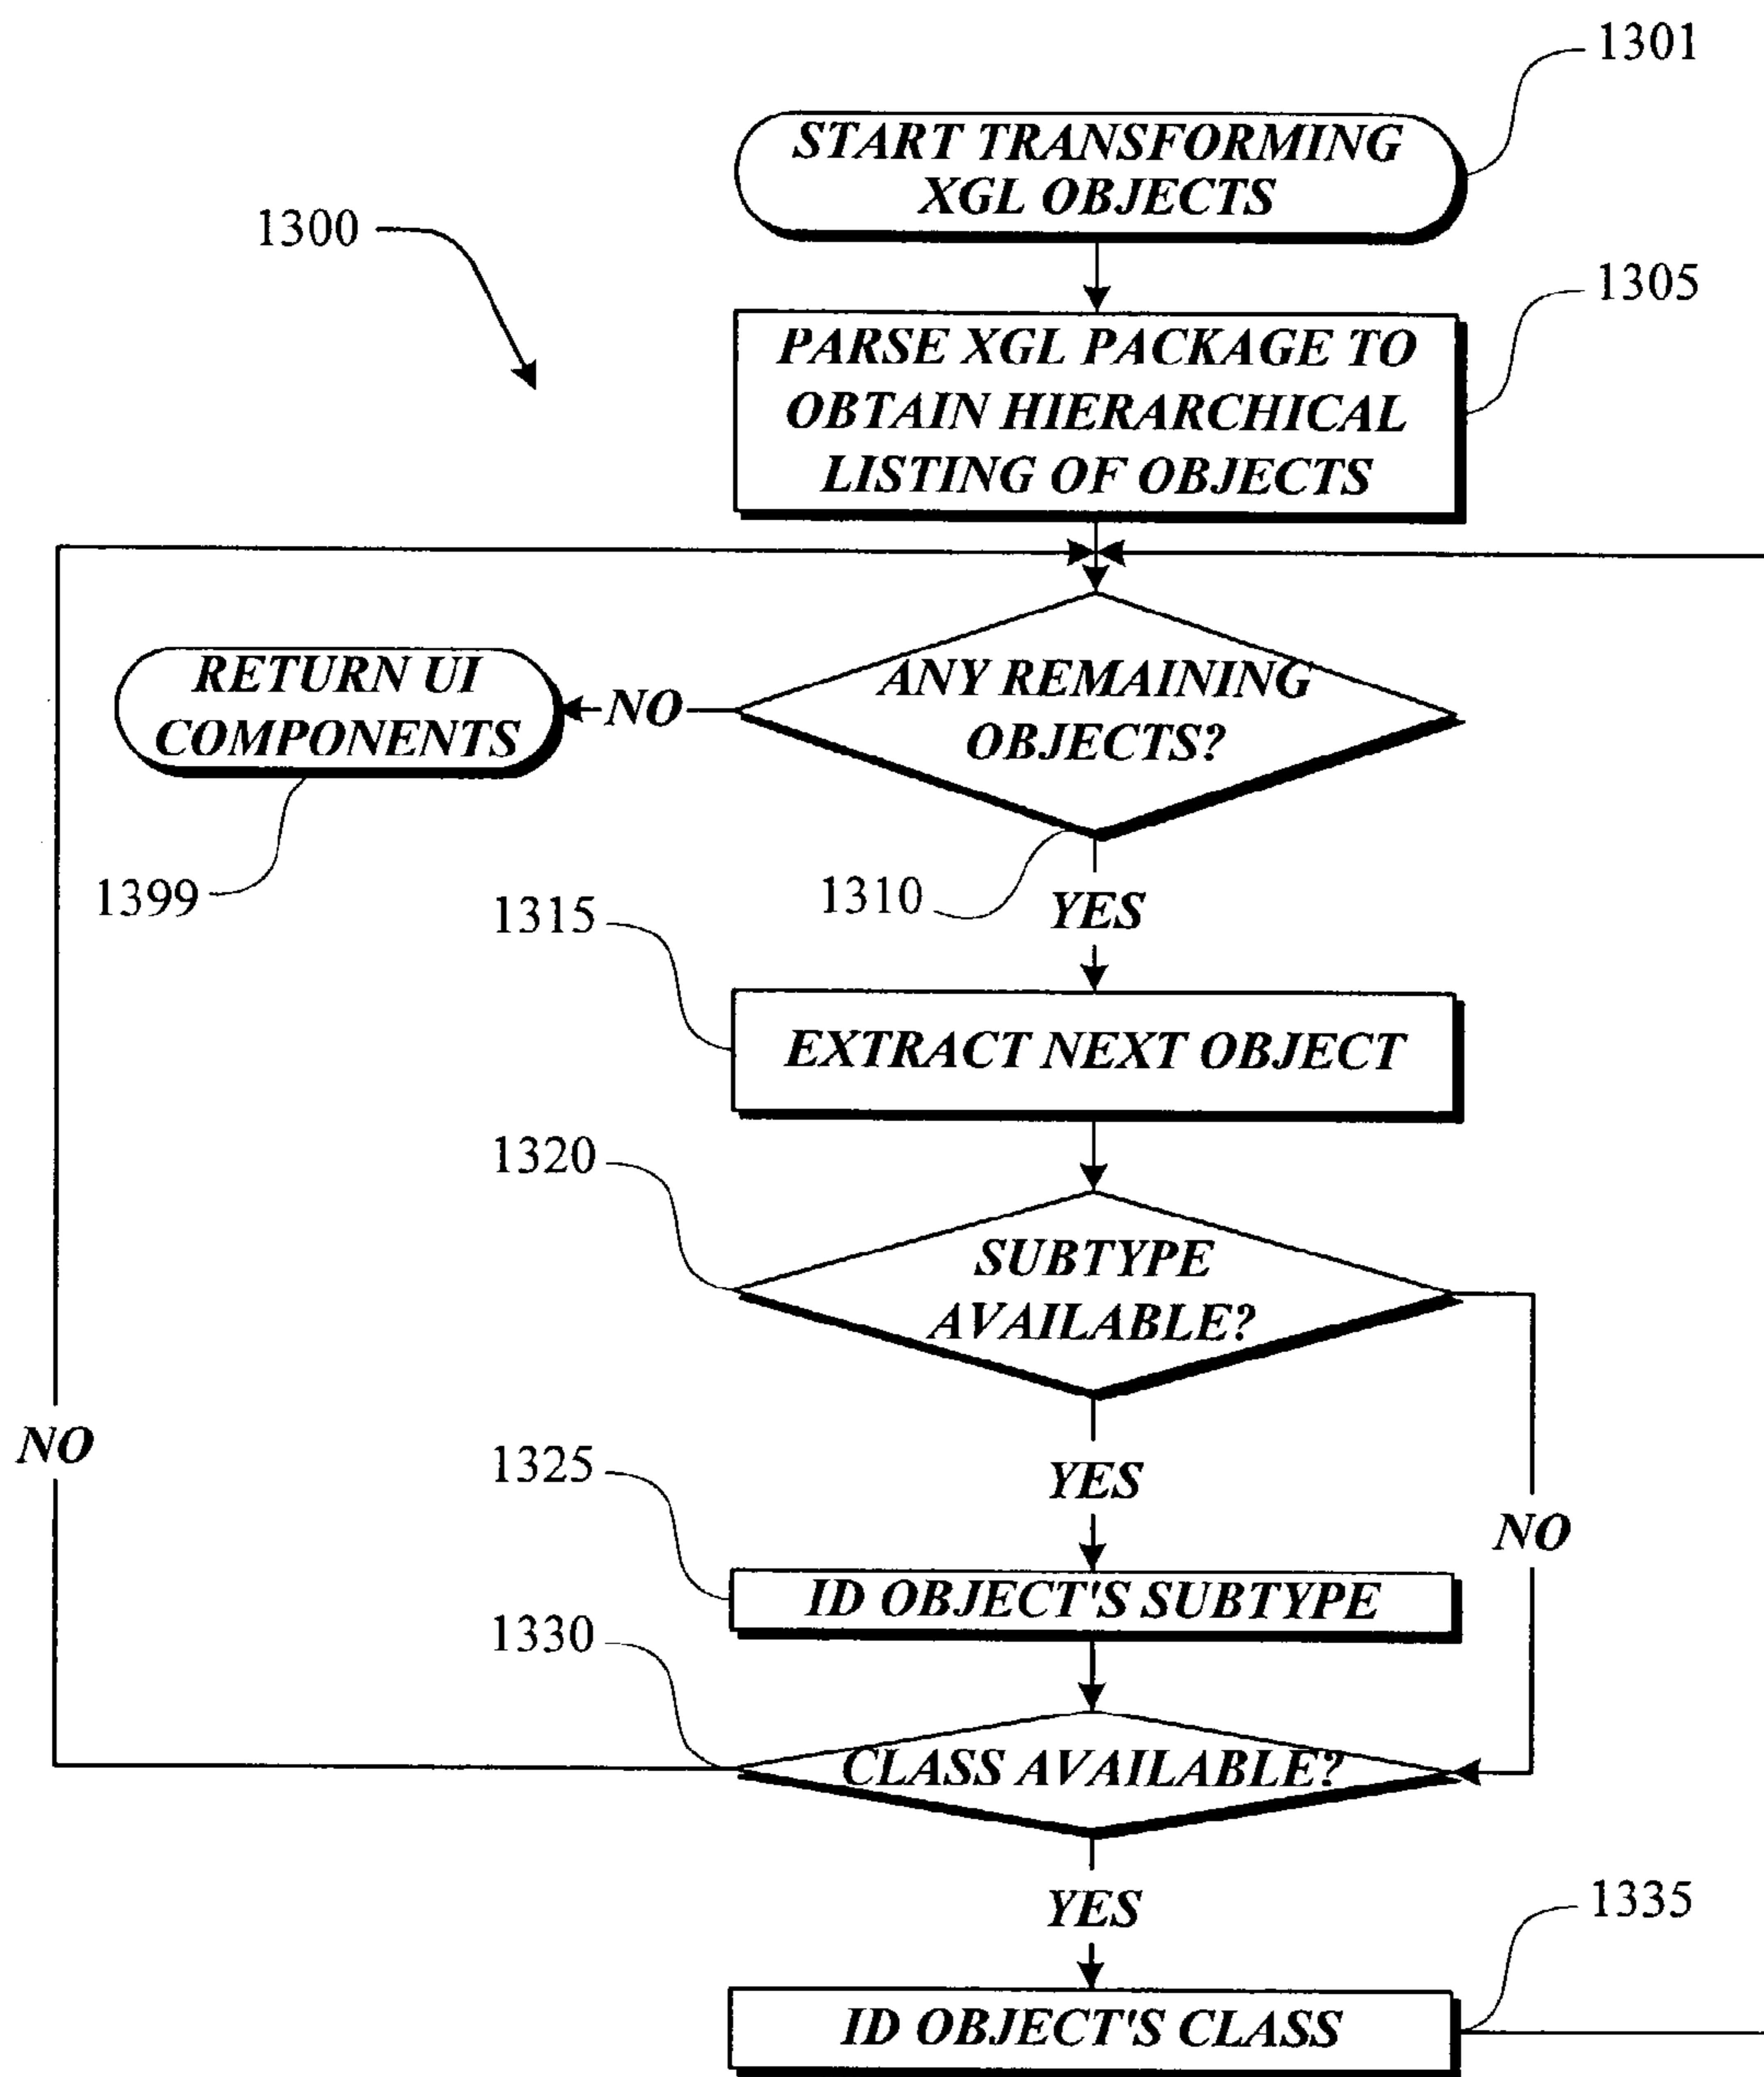 1301
START TRANSFORMING
XGL OBJECTS
1300
1305
PARSE XGL PACKAGE TO
OBTAIN HIERARCHICAL
LISTING OF OBJECTS
RETURN UI
COMPONENTS
NO
ANY REMAINING
OBJECTS?
1399
1310
YES
1315
EXTRACT NEXT OBJECT
1320
SUBTYPE
AVAILABLE?
NO
1325
YES
NO
ID OBJECT'S SUBTYPE
1330
CLASS AVAILABLE?
YES
1335
ID OBJECT'S CLASS